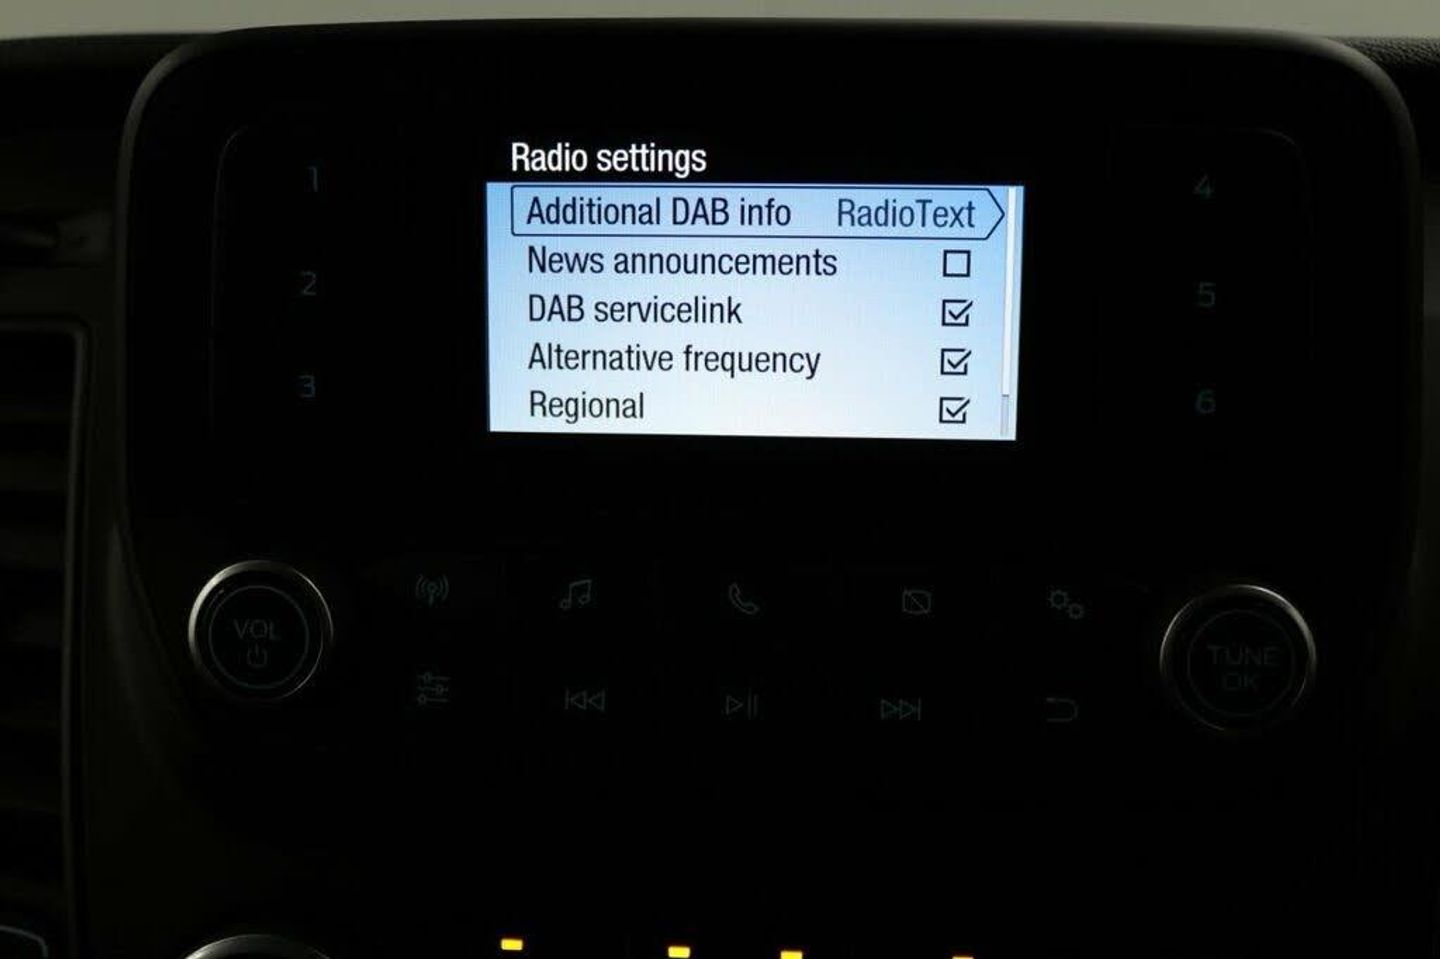 Radio settings
Additional DAB info RadioText
News announcements
DAB servicelink
Alternative frequency
Regional
1
2
3
4
5
6
VOL
TUNE
OK